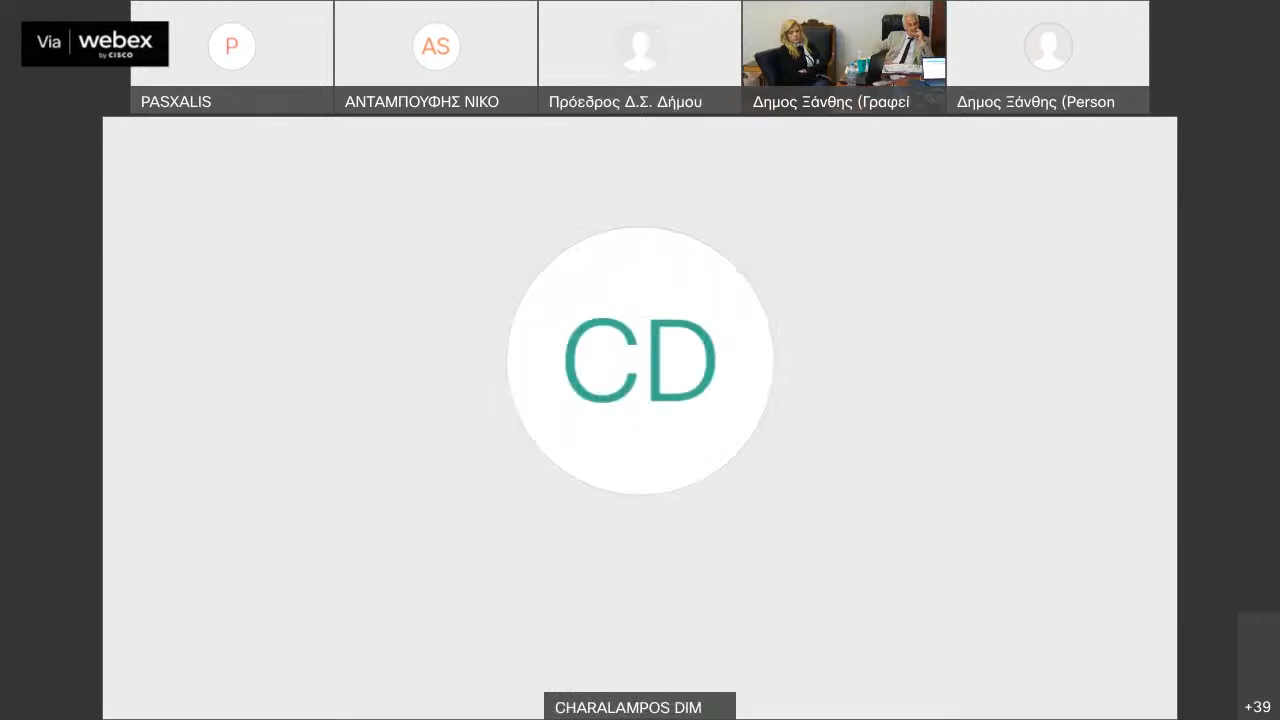 Via webex
by CISCO
P
AS
PASXALIS
ΑΝΤΑΜΠΟΥΦΗΣ ΝΙΚΟ
Πρόεδρος Δ.Σ. Δήμου
Δημος Ξάνθης (Γραφεί
Δημος Ξάνθης (Person
CD
CHARALAMPOS DIM
+39